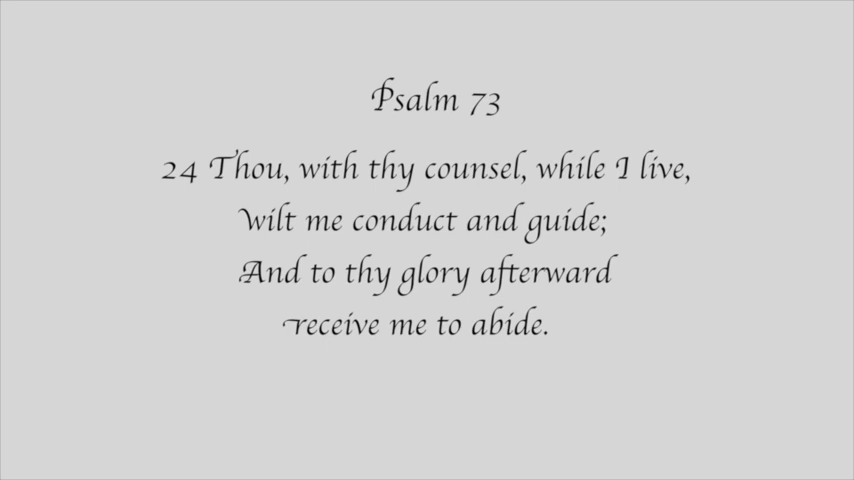 Psalm 73
24 Thou, with thy counsel, while I live,
wilt me conduct and guide;
And to thy glory afterward
receive me to abide.